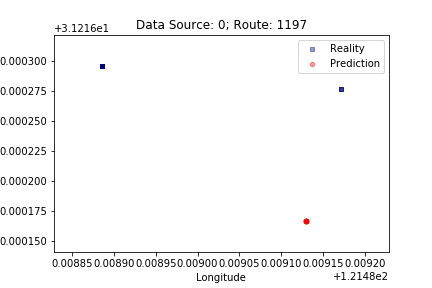 Data Source: 0; Route: 1197
+3.1216e1
Reality
Prediction
0.000300
0.000275
0.000250
0.000225
0.000200
0.000175
0.000150
0.00885 0.00890 0.00895 0.00900 0.00905 0.00910 0.00915 0.00920
Longitude
+1.2148e2